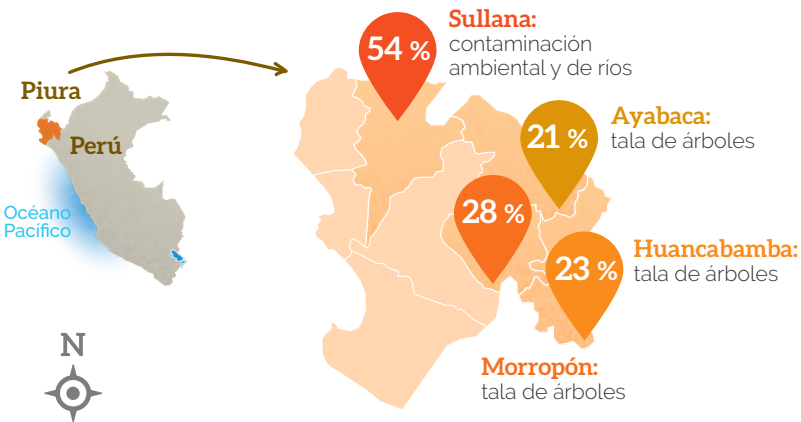 Sullana:
contaminación
ambiental y de ríos
54 %
Piura
Perú
Océano
Pacífico
Ayabaca:
tala de árboles
21 %
28 %
Huancabamba:
tala de árboles
23 %
Morropón:
tala de árboles
N